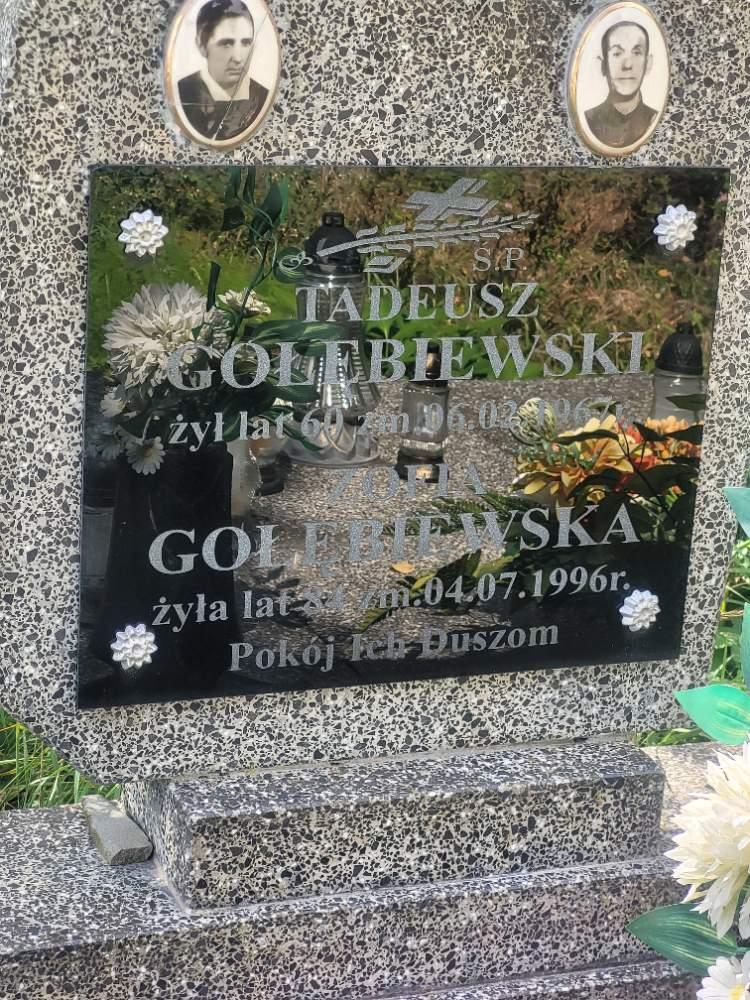 Ś.P.
TADEUSZ
GOŁĘBIEWSKI
żył lat 60 zm.06.02.1967r.
ZOFIA
GOŁĘBIEWSKA
żyła lat 84 zm.04.07.1996r.
Pokój Ich Duszom